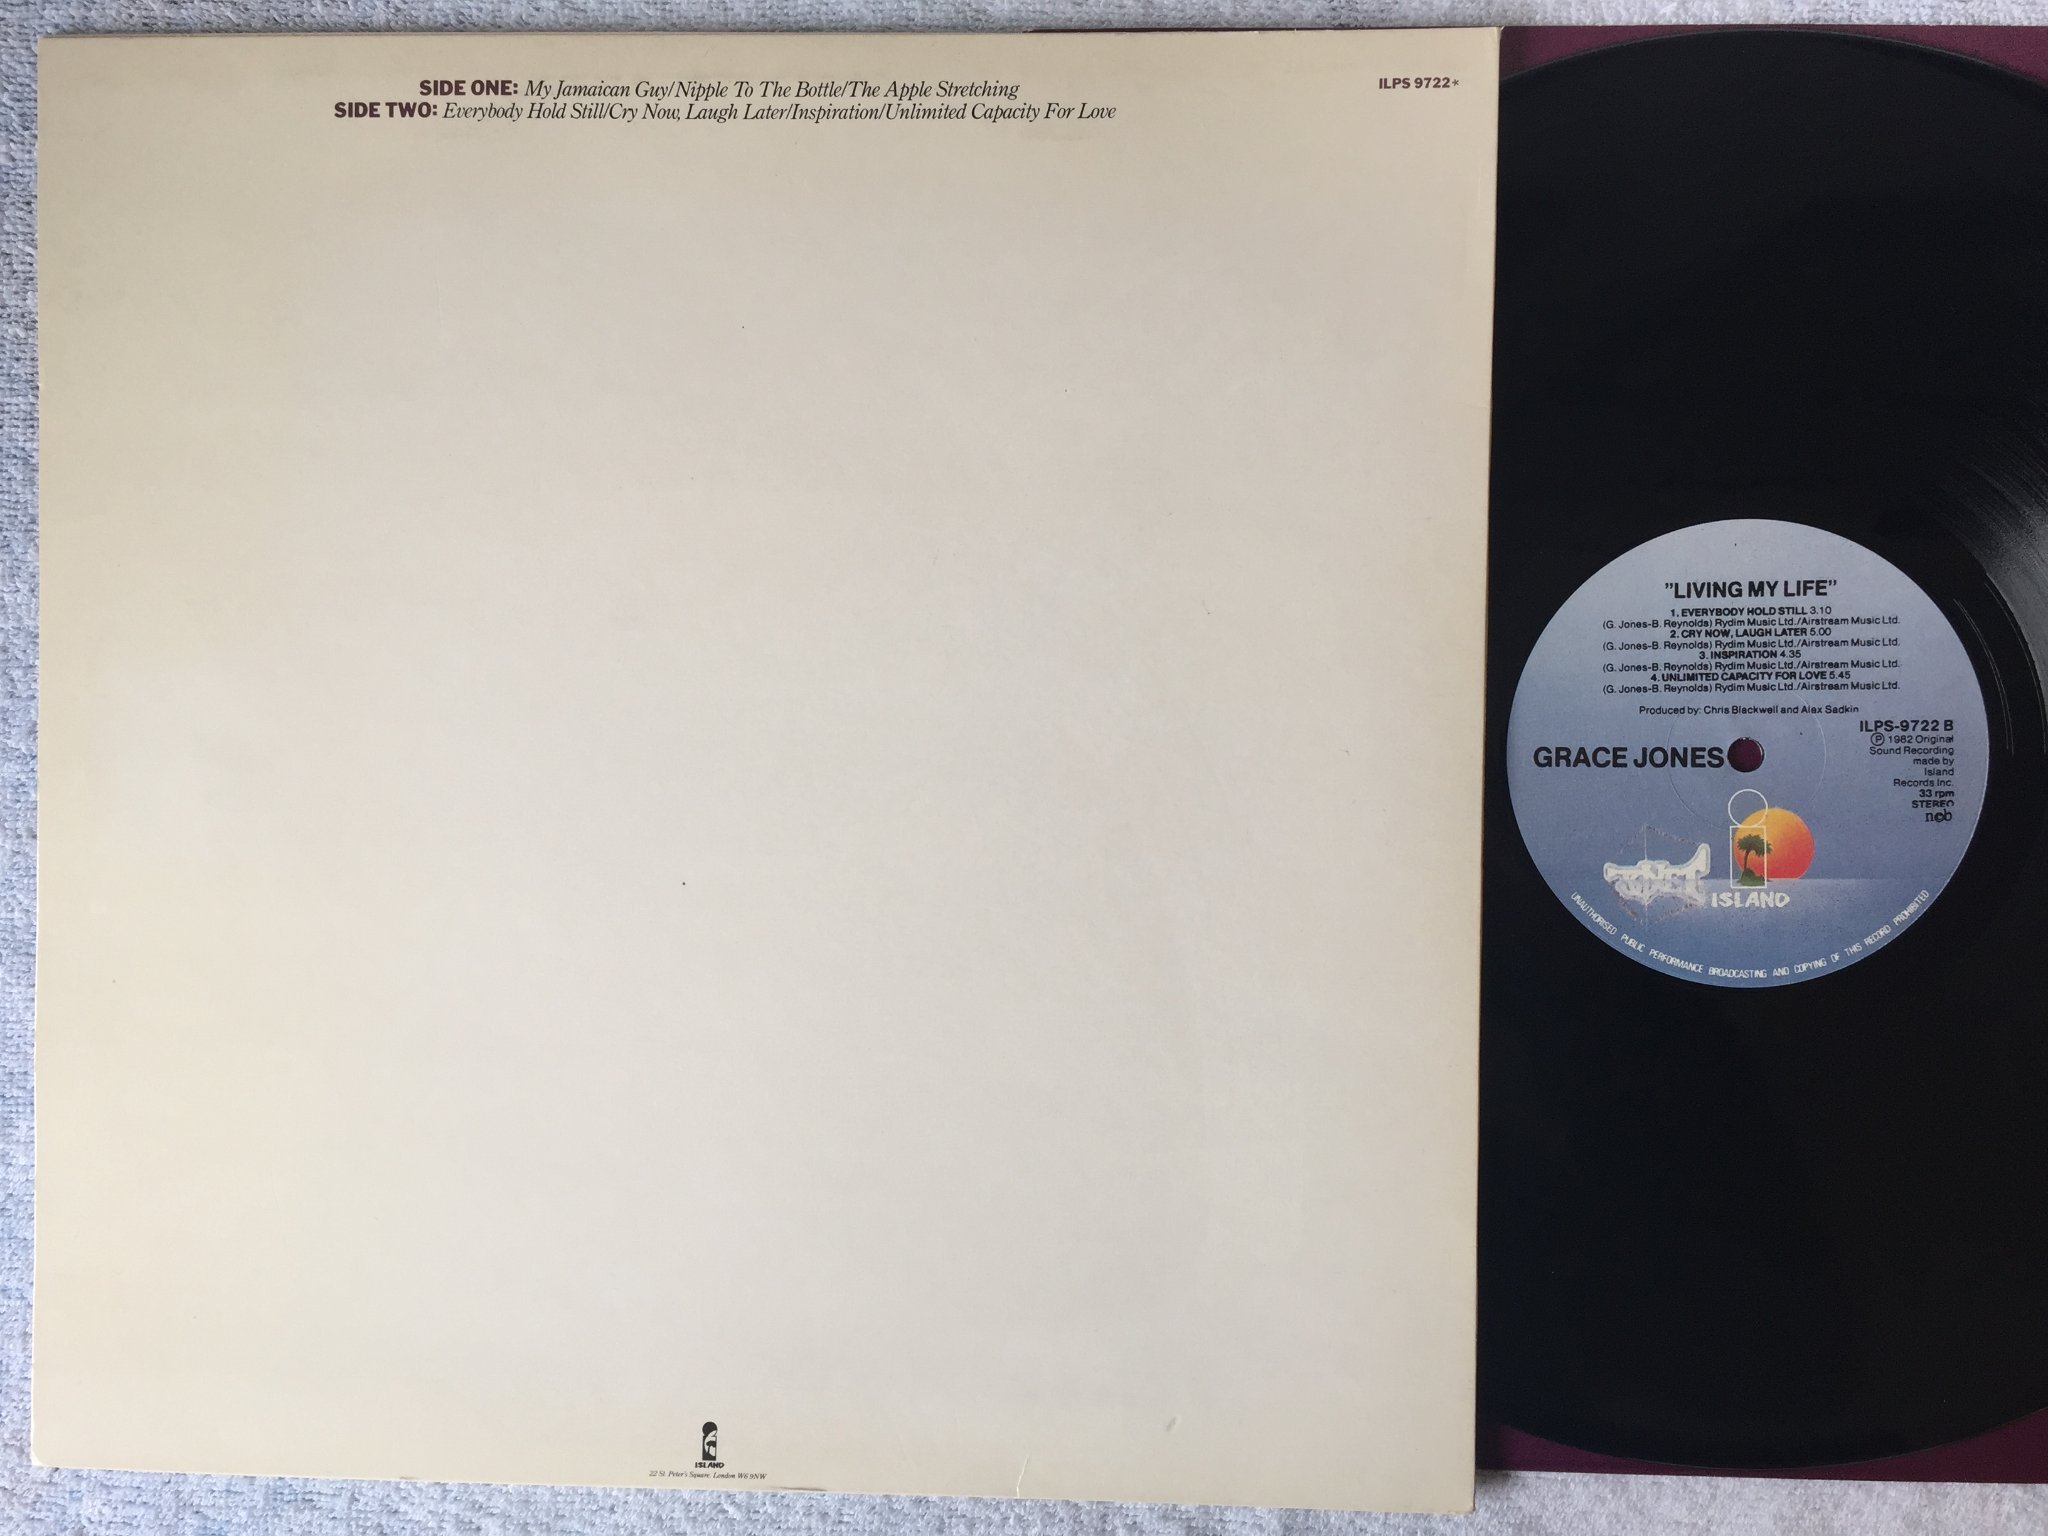 SIDE ONE: My Jamaican Guy/Nipple To The Bottle/The Apple Stretching
SIDE TWO: Everybody Hold Still/Cry Now, Laugh Later/Inspiration/Unlimited Capacity For Love
ILPS 9722*
ISLAND
22 St. Peter's Square, London W6 9NW
"LIVING MY LIFE"
1. EVERYBODY HOLD STILL 3.10
(G. Jones-B. Reynolds) Rydim Music Ltd./Airstream Music Ltd.
2. CRY NOW, LAUGH LATER 5.00
(G. Jones-B. Reynolds) Rydim Music Ltd./Airstream Music Ltd.
3. INSPIRATION 4.35
(G. Jones-B. Reynolds) Rydim Music Ltd./Airstream Music Ltd.
4. UNLIMITED CAPACITY FOR LOVE 5.45
(G. Jones-B. Reynolds) Rydim Music Ltd./Airstream Music Ltd.
Produced by: Chris Blackwell and Alex Sadkin
ILPS-9722 B
Ⓟ 1982 Original
Sound Recording
made by
Island
Records Inc.
33 rpm
STEREO
ncb
GRACE JONES
ISLAND
UNAUTHORISED PUBLIC PERFORMANCE BROADCASTING AND COPYING OF THIS RECORD PROHIBITED